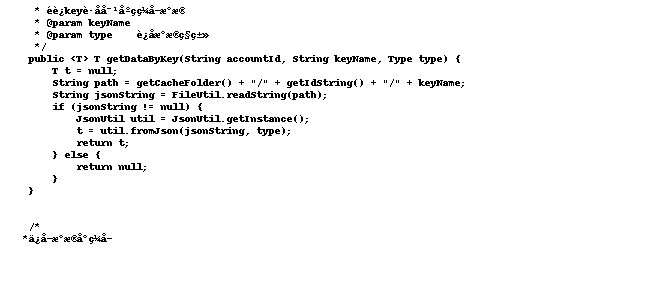 * éè¿keyè·åå¯¹åºçç¼å­æ°æ®
* @param keyName
* @param type    è¿åæ°æ®ç§ç±»
*/
public <T> T getDataByKey(String accountId, String keyName, Type type) {
T t = null;
String path = getCacheFolder() + "/" + getIdString() + "/" + keyName;
String jsonString = FileUtil.readString(path);
if (jsonString != null) {
JsonUtil util = JsonUtil.getInstance();
t = util.fromJson(jsonString, type);
return t;
} else {
return null;
}
}
/*
*ä¿å­æ°æ®å°ç¼å­